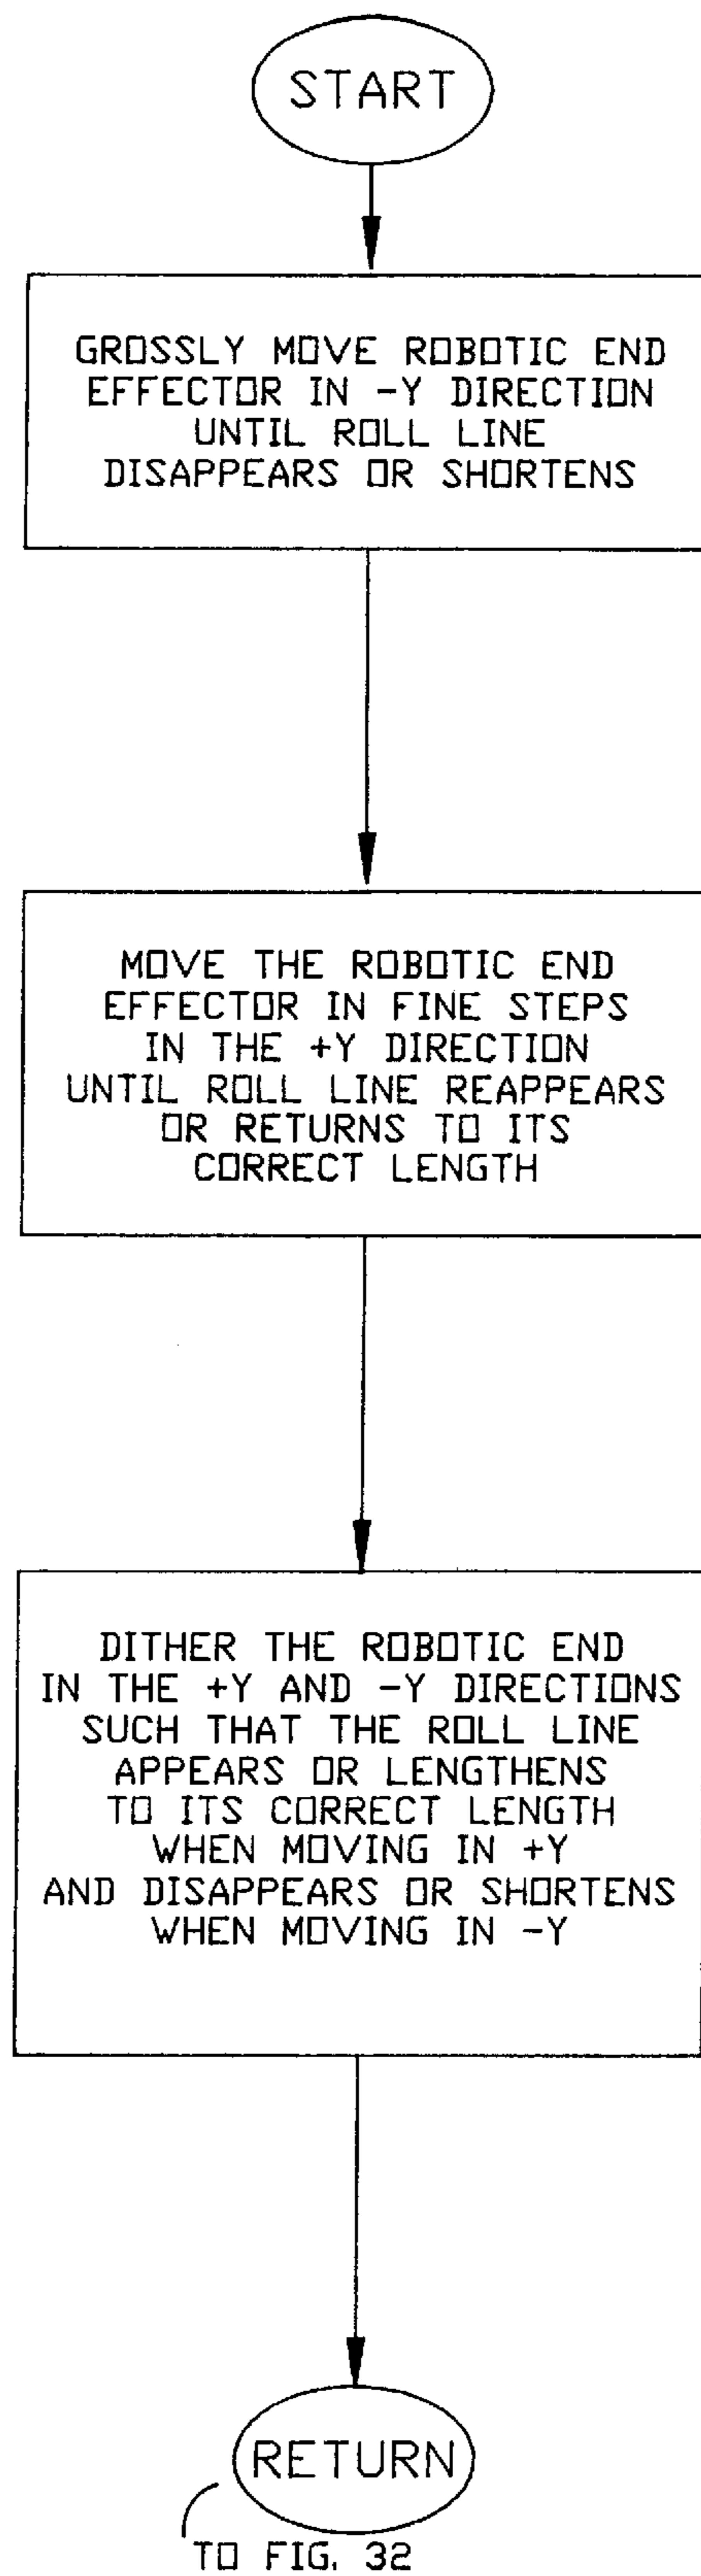 START
GROSSLY MOVE ROBOTIC END
EFFECTOR IN -Y DIRECTION
UNTIL ROLL LINE
DISAPPEARS OR SHORTENS
MOVE THE ROBOTIC END
EFFECTOR IN FINE STEPS
IN THE +Y DIRECTION
UNTIL ROLL LINE REAPPEARS
OR RETURNS TO ITS
CORRECT LENGTH
DITHER THE ROBOTIC END
IN THE +Y AND -Y DIRECTIONS
SUCH THAT THE ROLL LINE
APPEARS OR LENGTHENS
TO ITS CORRECT LENGTH
WHEN MOVING IN +Y
AND DISAPPEARS OR SHORTENS
WHEN MOVING IN -Y
RETURN
TO FIG. 32